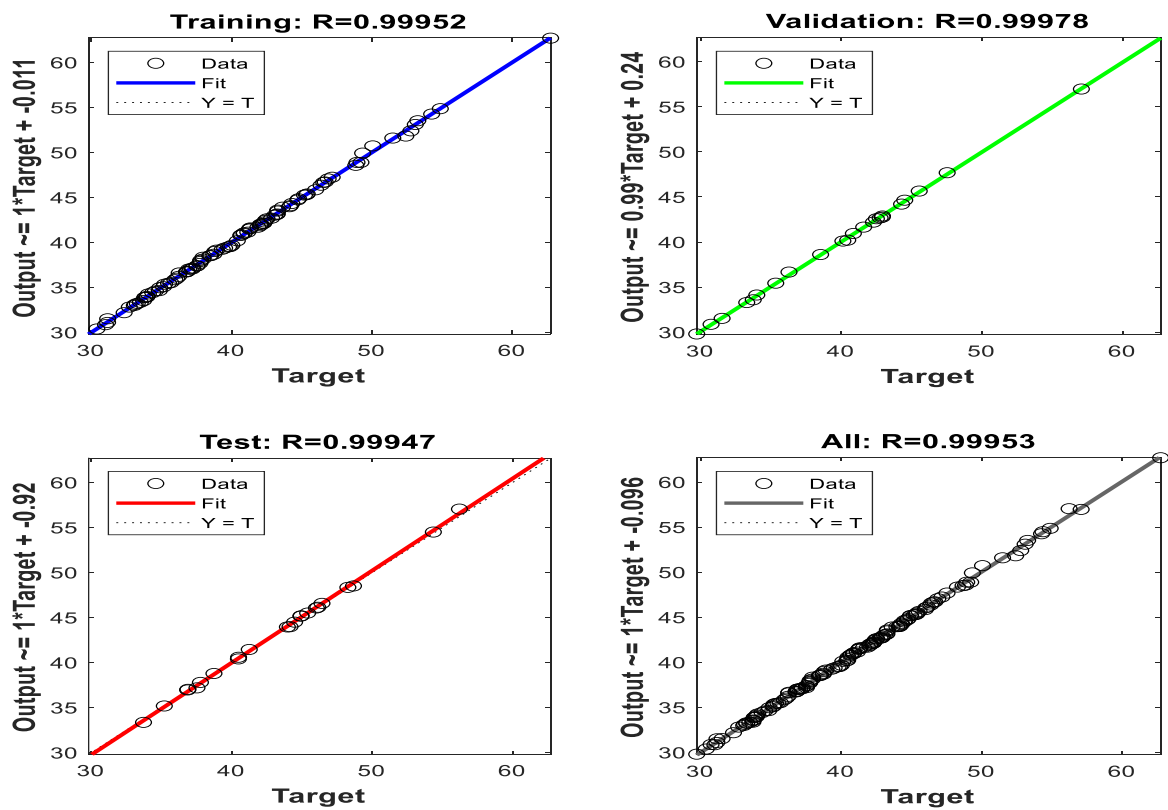 Training: R=0.99952
Output ~= 1*Target + -0.011
60
55
50
45
40
35
30
Data
Fit
Y = T
30 40 50 60
Target
Validation: R=0.99978
Output ~= 0.99*Target + 0.24
60
55
50
45
40
35
30
Data
Fit
Y = T
30 40 50 60
Target
Test: R=0.99947
Output ~= 1*Target + -0.92
60
55
50
45
40
35
30
Data
Fit
Y = T
30 40 50 60
Target
All: R=0.99953
Output ~= 1*Target + -0.096
60
55
50
45
40
35
30
Data
Fit
Y = T
30 40 50 60
Target